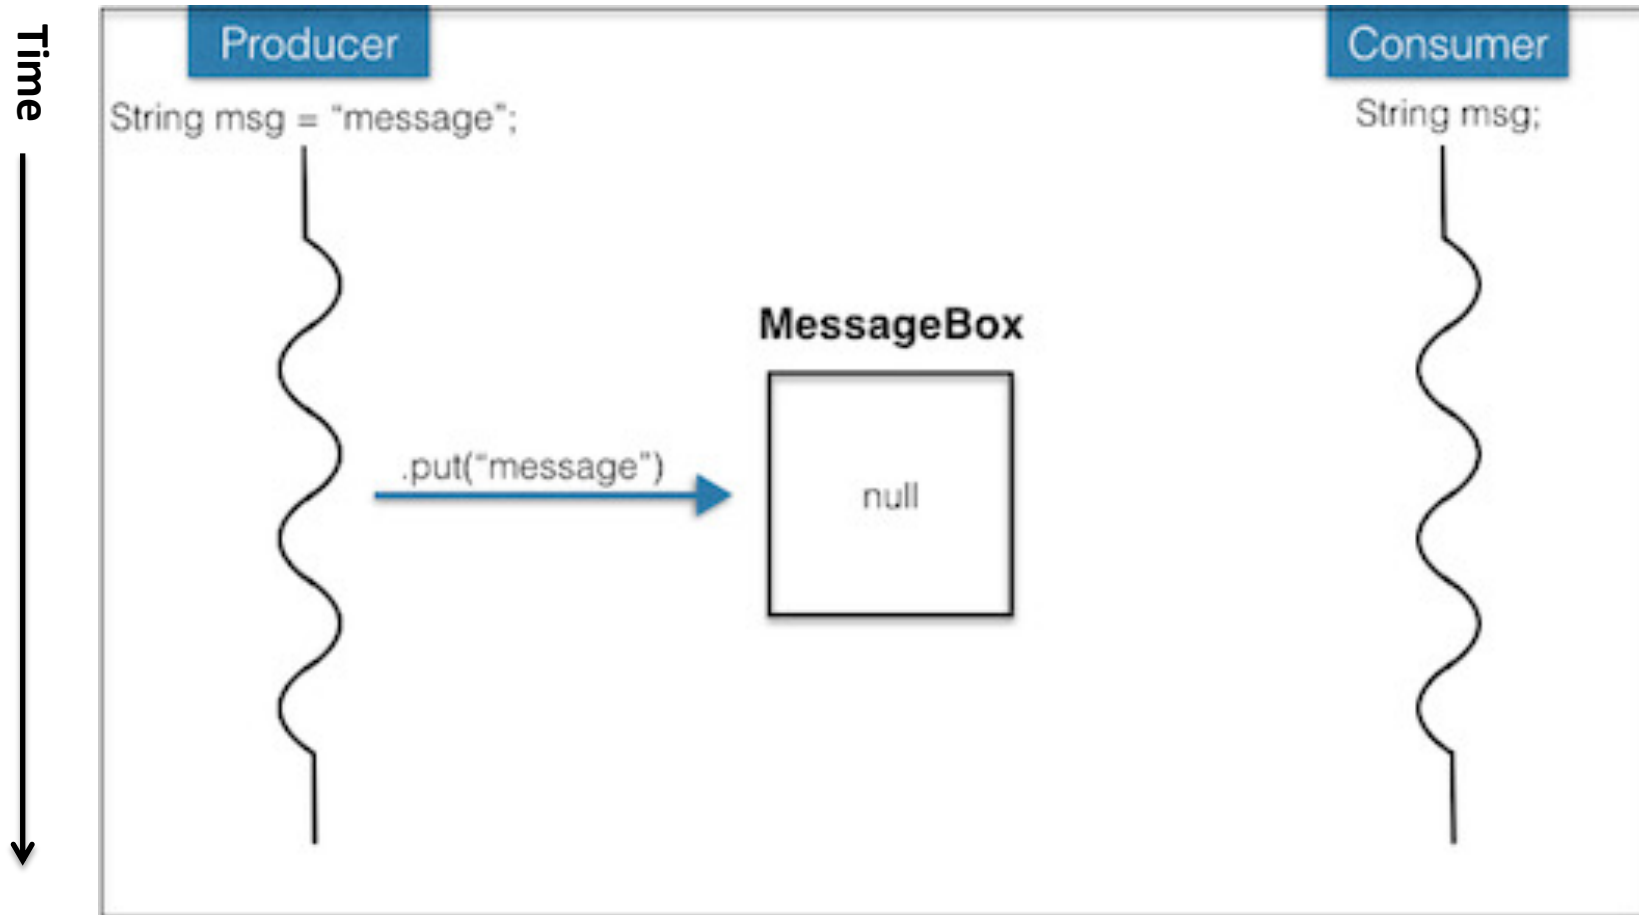 Time
Producer
Consumer
String msg = “message”;
String msg;
MessageBox
.put(“message”)
null